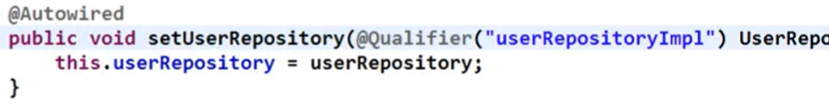 @Autowired
public void setUserRepository(@Qualifier("userRepositoryImpl") UserRepo
this.userRepository = userRepository;
}